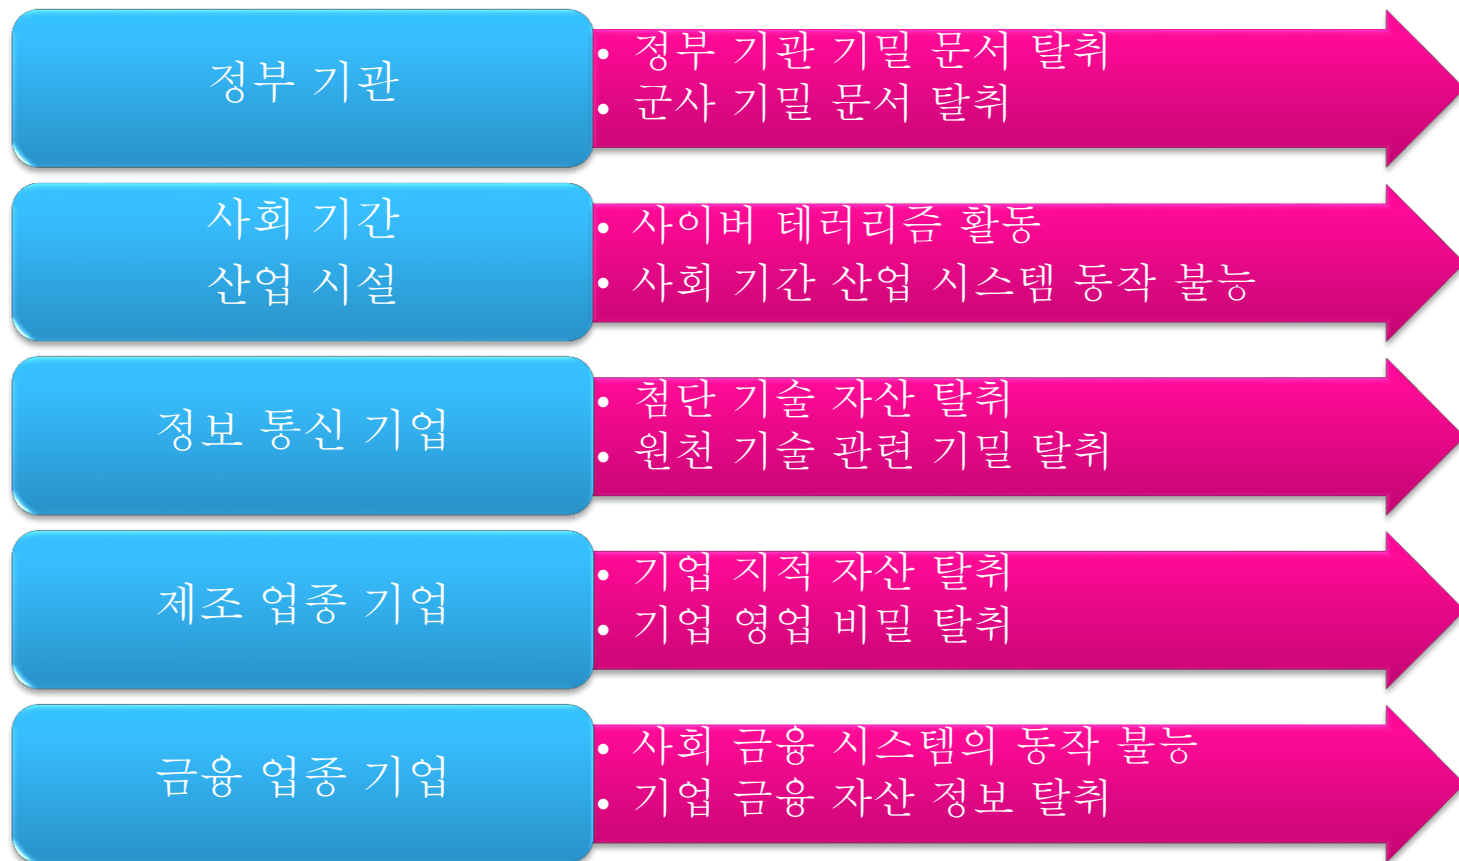 정부 기관
• 정부 기관 기밀 문서 탈취
• 군사 기밀 문서 탈취
사회 기간
산업 시설
• 사이버 테러리즘 활동
• 사회 기간 산업 시스템 동작 불능
정보 통신 기업
• 첨단 기술 자산 탈취
• 원천 기술 관련 기밀 탈취
제조 업종 기업
• 기업 지적 자산 탈취
• 기업 영업 비밀 탈취
금융 업종 기업
• 사회 금융 시스템의 동작 불능
• 기업 금융 자산 정보 탈취